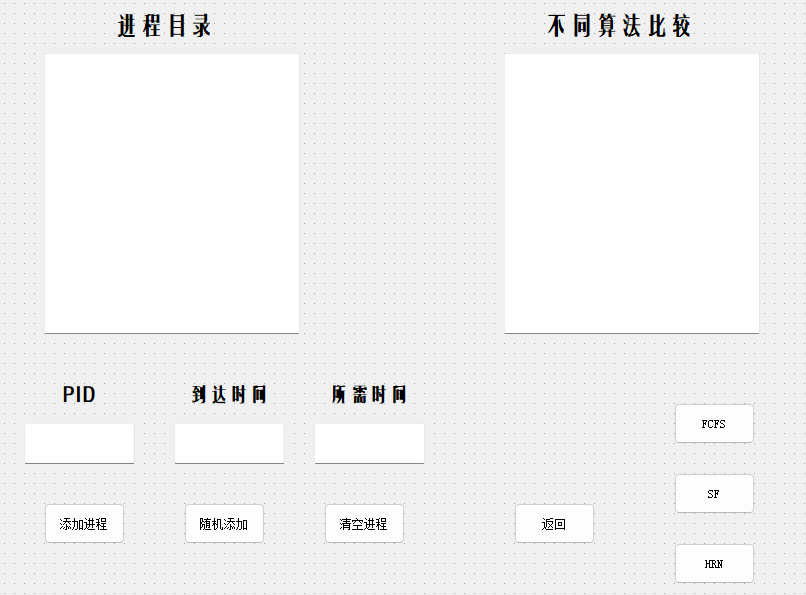 进程目录
不同算法比较
PID
到达时间
所需时间
FCFS
SF
添加进程
随机添加
清空进程
返回
HRN